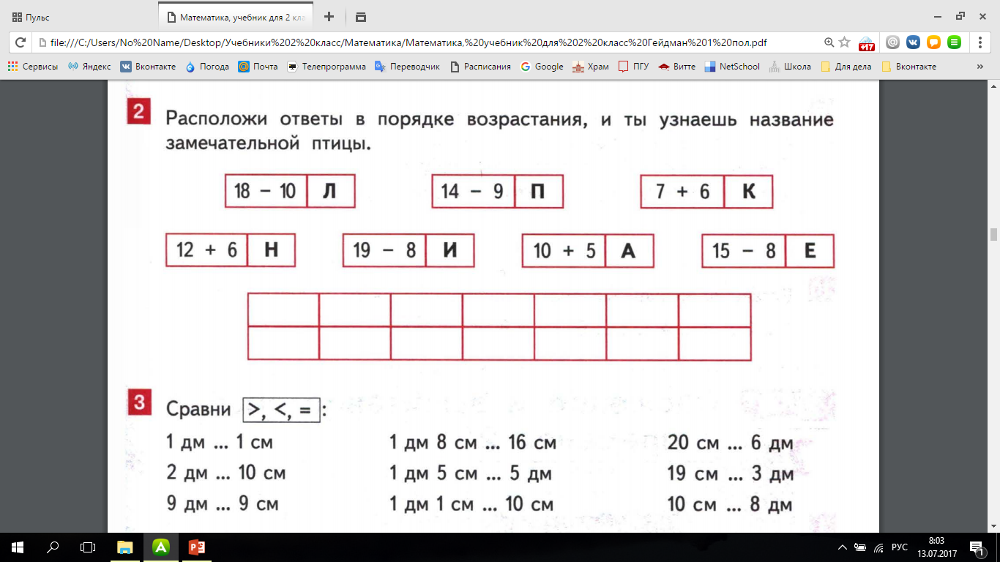 Пульс
Математика, учебник для 2 кла
file:///C:/Users/No%20Name/Desktop/Учебники%202%20класс/Математика/Математика,%20учебник%20для%202%20класс%20Гейдман%201%20пол.pdf
+17
Сервисы Яндекс Вконтакте Погода Почта Телепрограмма Переводчик Расписания Google Храм ПГУ Витте NetSchool Школа Для дела Вконтакте »
2 Расположи ответы в порядке возрастания, и ты узнаешь название
замечательной птицы.
18 – 10 Л 14 – 9 П 7 + 6 К
12 + 6 Н 19 – 8 И 10 + 5 А 15 – 8 Е
3 Сравни >, <, = :
1 дм ... 1 см 1 дм 8 см ... 16 см 20 см ... 6 дм
2 дм ... 10 см 1 дм 5 см ... 5 дм 19 см ... 3 дм
9 дм ... 9 см 1 дм 1 см ... 10 см 10 см ... 8 дм
РУС
8:03
13.07.2017
1